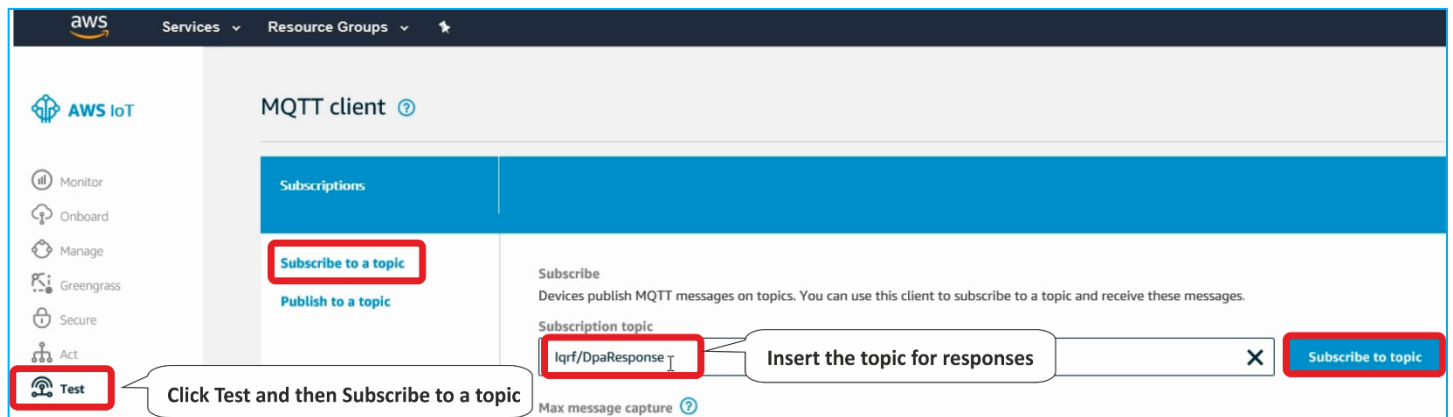 aws Services Resource Groups
AWS IoT
MQTT client ?
Monitor
Onboard
Manage
Greengrass
Secure
Act
Test
Click Test and then Subscribe to a topic
Subscriptions
Subscribe to a topic
Publish to a topic
Subscribe
Devices publish MQTT messages on topics. You can use this client to subscribe to a topic and receive these messages.
Subscription topic
Iqrf/DpaResponse
Insert the topic for responses
Subscribe to topic
Max message capture ?